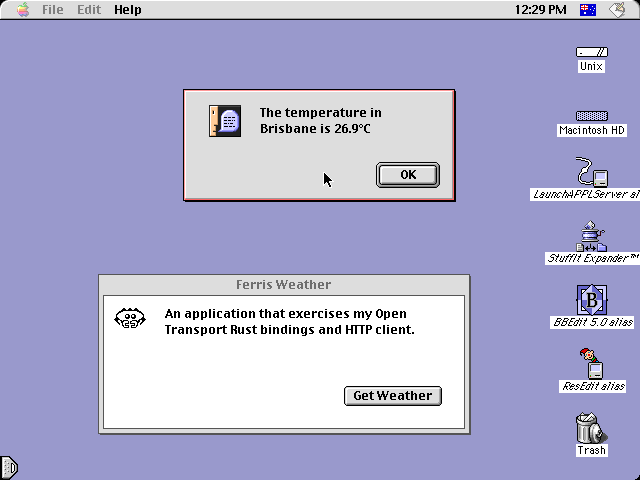 File Edit Help 12:29 PM
Unix
The temperature in
Brisbane is 26.9°C
OK
Macintosh HD
LaunchAPPLServer al
StuffIt Expander™
Ferris Weather
An application that exercises my Open
Transport Rust bindings and HTTP client.
BBEdit 5.0 alias
B
ResEdit alias
Get Weather
Trash